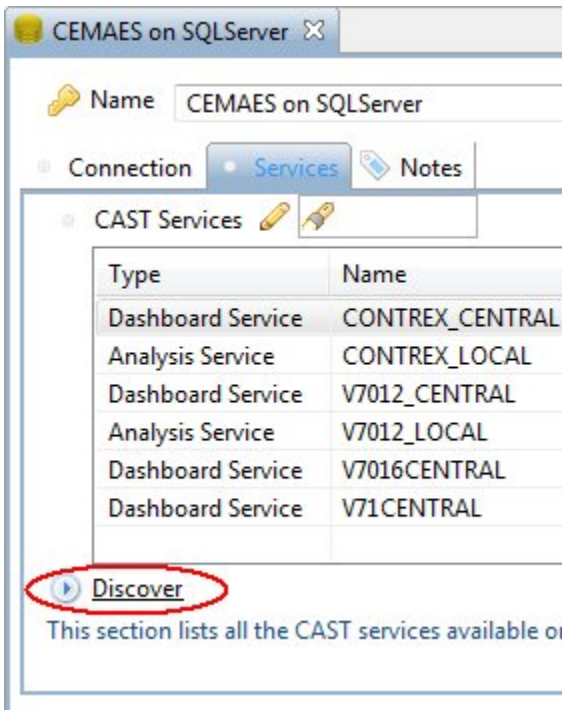 CEMAES on SQLServer
Name CEMAES on SQLServer
Connection Services Notes
CAST Services
Type Name
Dashboard Service CONTREX_CENTRAL
Analysis Service CONTREX_LOCAL
Dashboard Service V7012_CENTRAL
Analysis Service V7012_LOCAL
Dashboard Service V7016CENTRAL
Dashboard Service V71CENTRAL
Discover
This section lists all the CAST services available